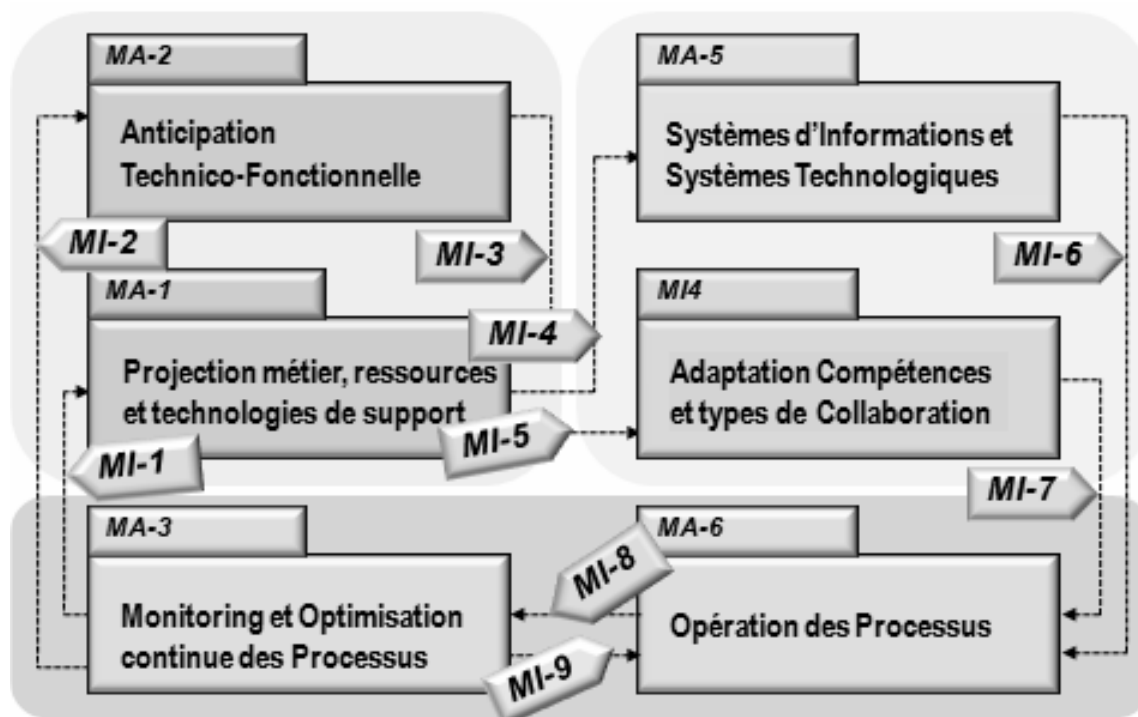 MA-2
Anticipation
Technico-Fonctionnelle
MA-5
Systèmes d'Informations et
Systèmes Technologiques
MI-2
MI-3
MI-6
MA-1
Projection métier, ressources
et technologies de support
MI-4
MI4
Adaptation Compétences
et types de Collaboration
MI-1
MI-5
MI-7
MA-3
Monitoring et Optimisation
continue des Processus
MI-8
MI-9
MA-6
Opération des Processus